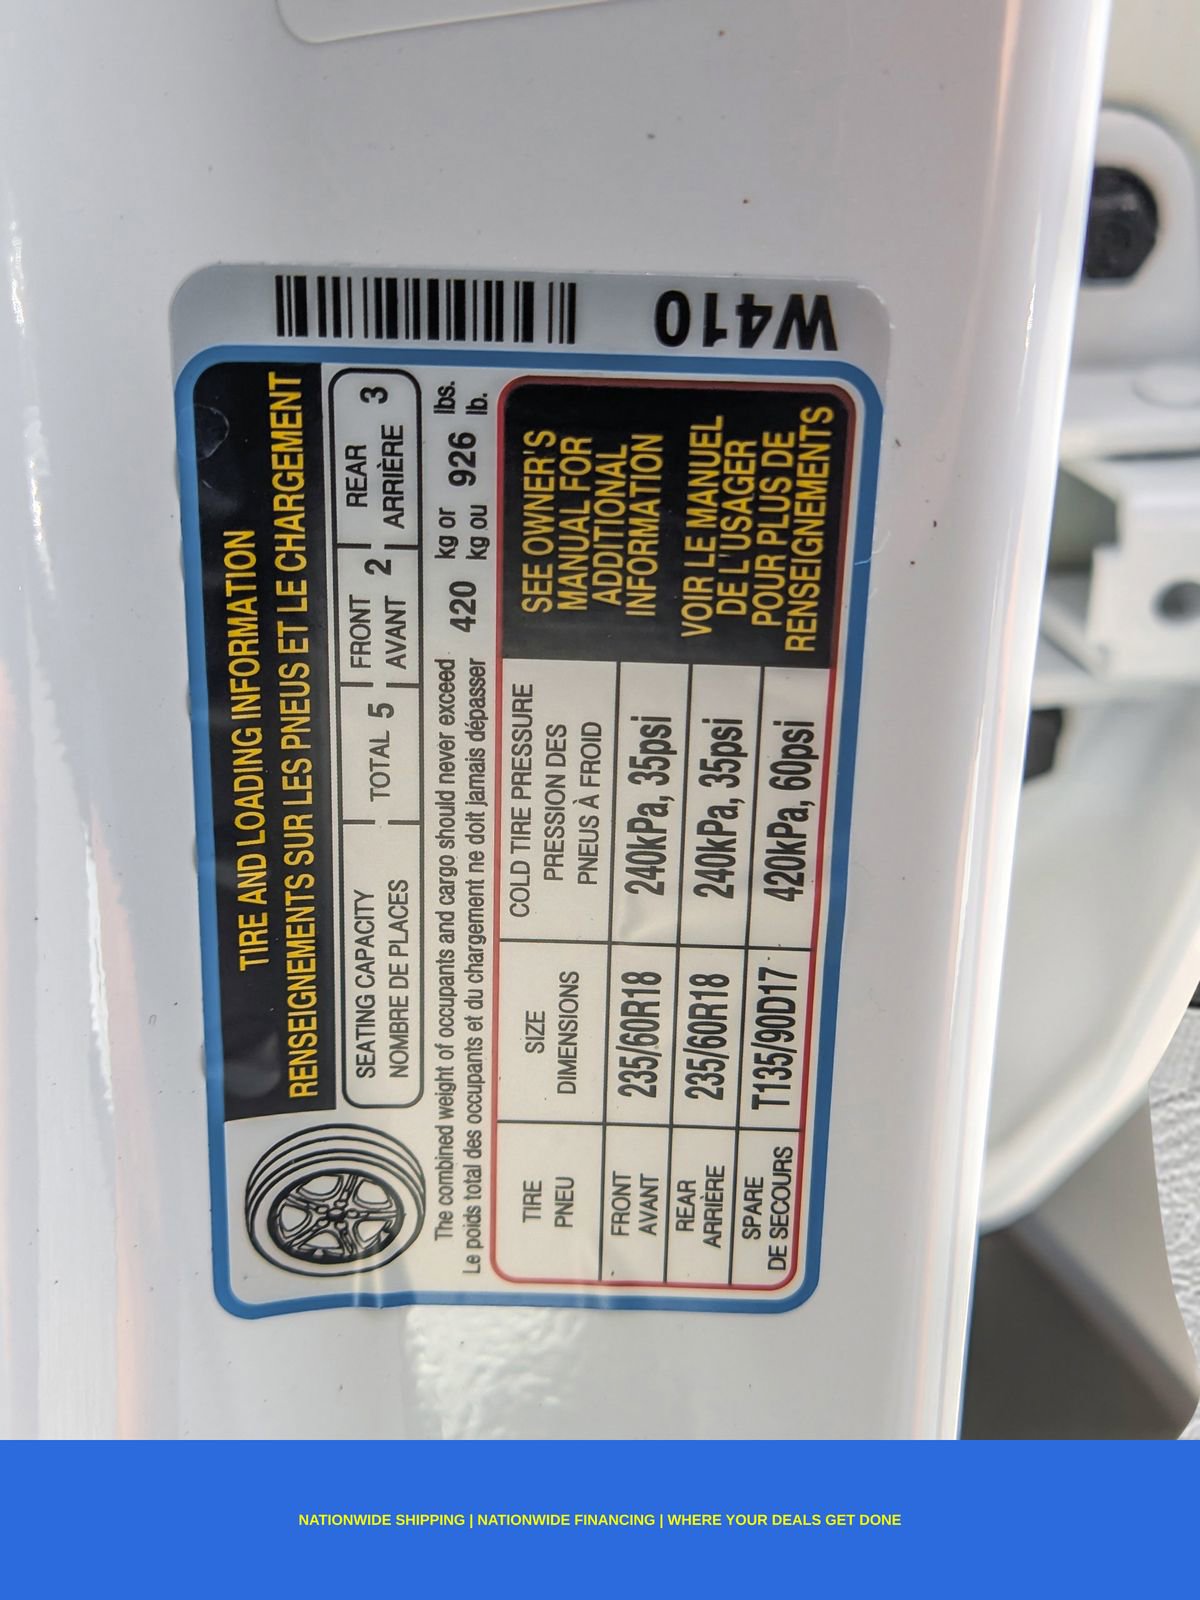 W410
TIRE AND LOADING INFORMATION
RENSEIGNEMENTS SUR LES PNEUS ET LE CHARGEMENT
SEATING CAPACITY
NOMBRE DE PLACES
TOTAL 5
FRONT
AVANT 2
REAR
ARRIÈRE 3
The combined weight of occupants and cargo should never exceed 420 kg or 926 lbs.
Le poids total des occupants et du chargement ne doit jamais dépasser 420 kg ou 926 lb.
TIRE
PNEU
SIZE
DIMENSIONS
COLD TIRE PRESSURE
PRESSION DES
PNEUS À FROID
FRONT
AVANT
235/60R18
240kPa, 35psi
REAR
ARRIÈRE
235/60R18
240kPa, 35psi
SPARE
DE SECOURS
T135/90D17
420kPa, 60psi
SEE OWNER'S
MANUAL FOR
ADDITIONAL
INFORMATION
VOIR LE MANUEL
DE L'USAGER
POUR PLUS DE
RENSEIGNEMENTS
NATIONWIDE SHIPPING | NATIONWIDE FINANCING | WHERE YOUR DEALS GET DONE